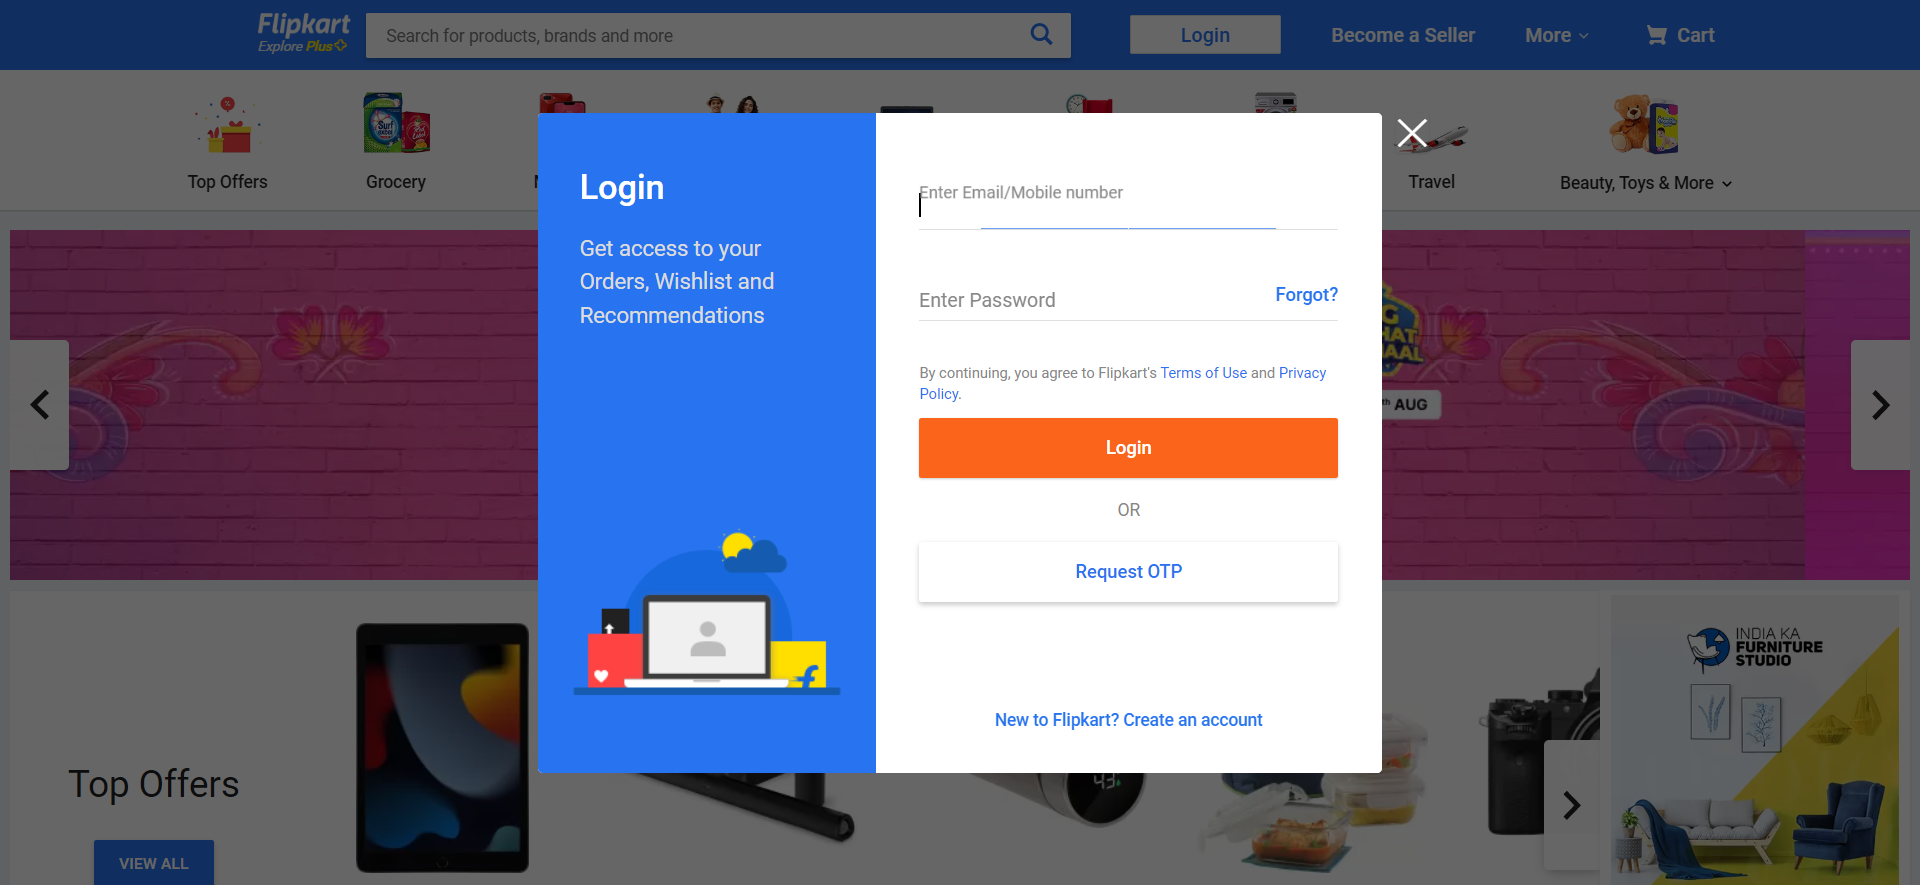 Flipkart
Explore Plus
Search for products, brands and more
Login
Become a Seller
More
Cart
Top Offers
Grocery
Travel
Beauty, Toys & More
Login
Get access to your
Orders, Wishlist and
Recommendations
Enter Email/Mobile number
Enter Password
Forgot?
By continuing, you agree to Flipkart's Terms of Use and Privacy
Policy.
Login
OR
Request OTP
New to Flipkart? Create an account
AUG
INDIA KA
FURNITURE
STUDIO
Top Offers
VIEW ALL